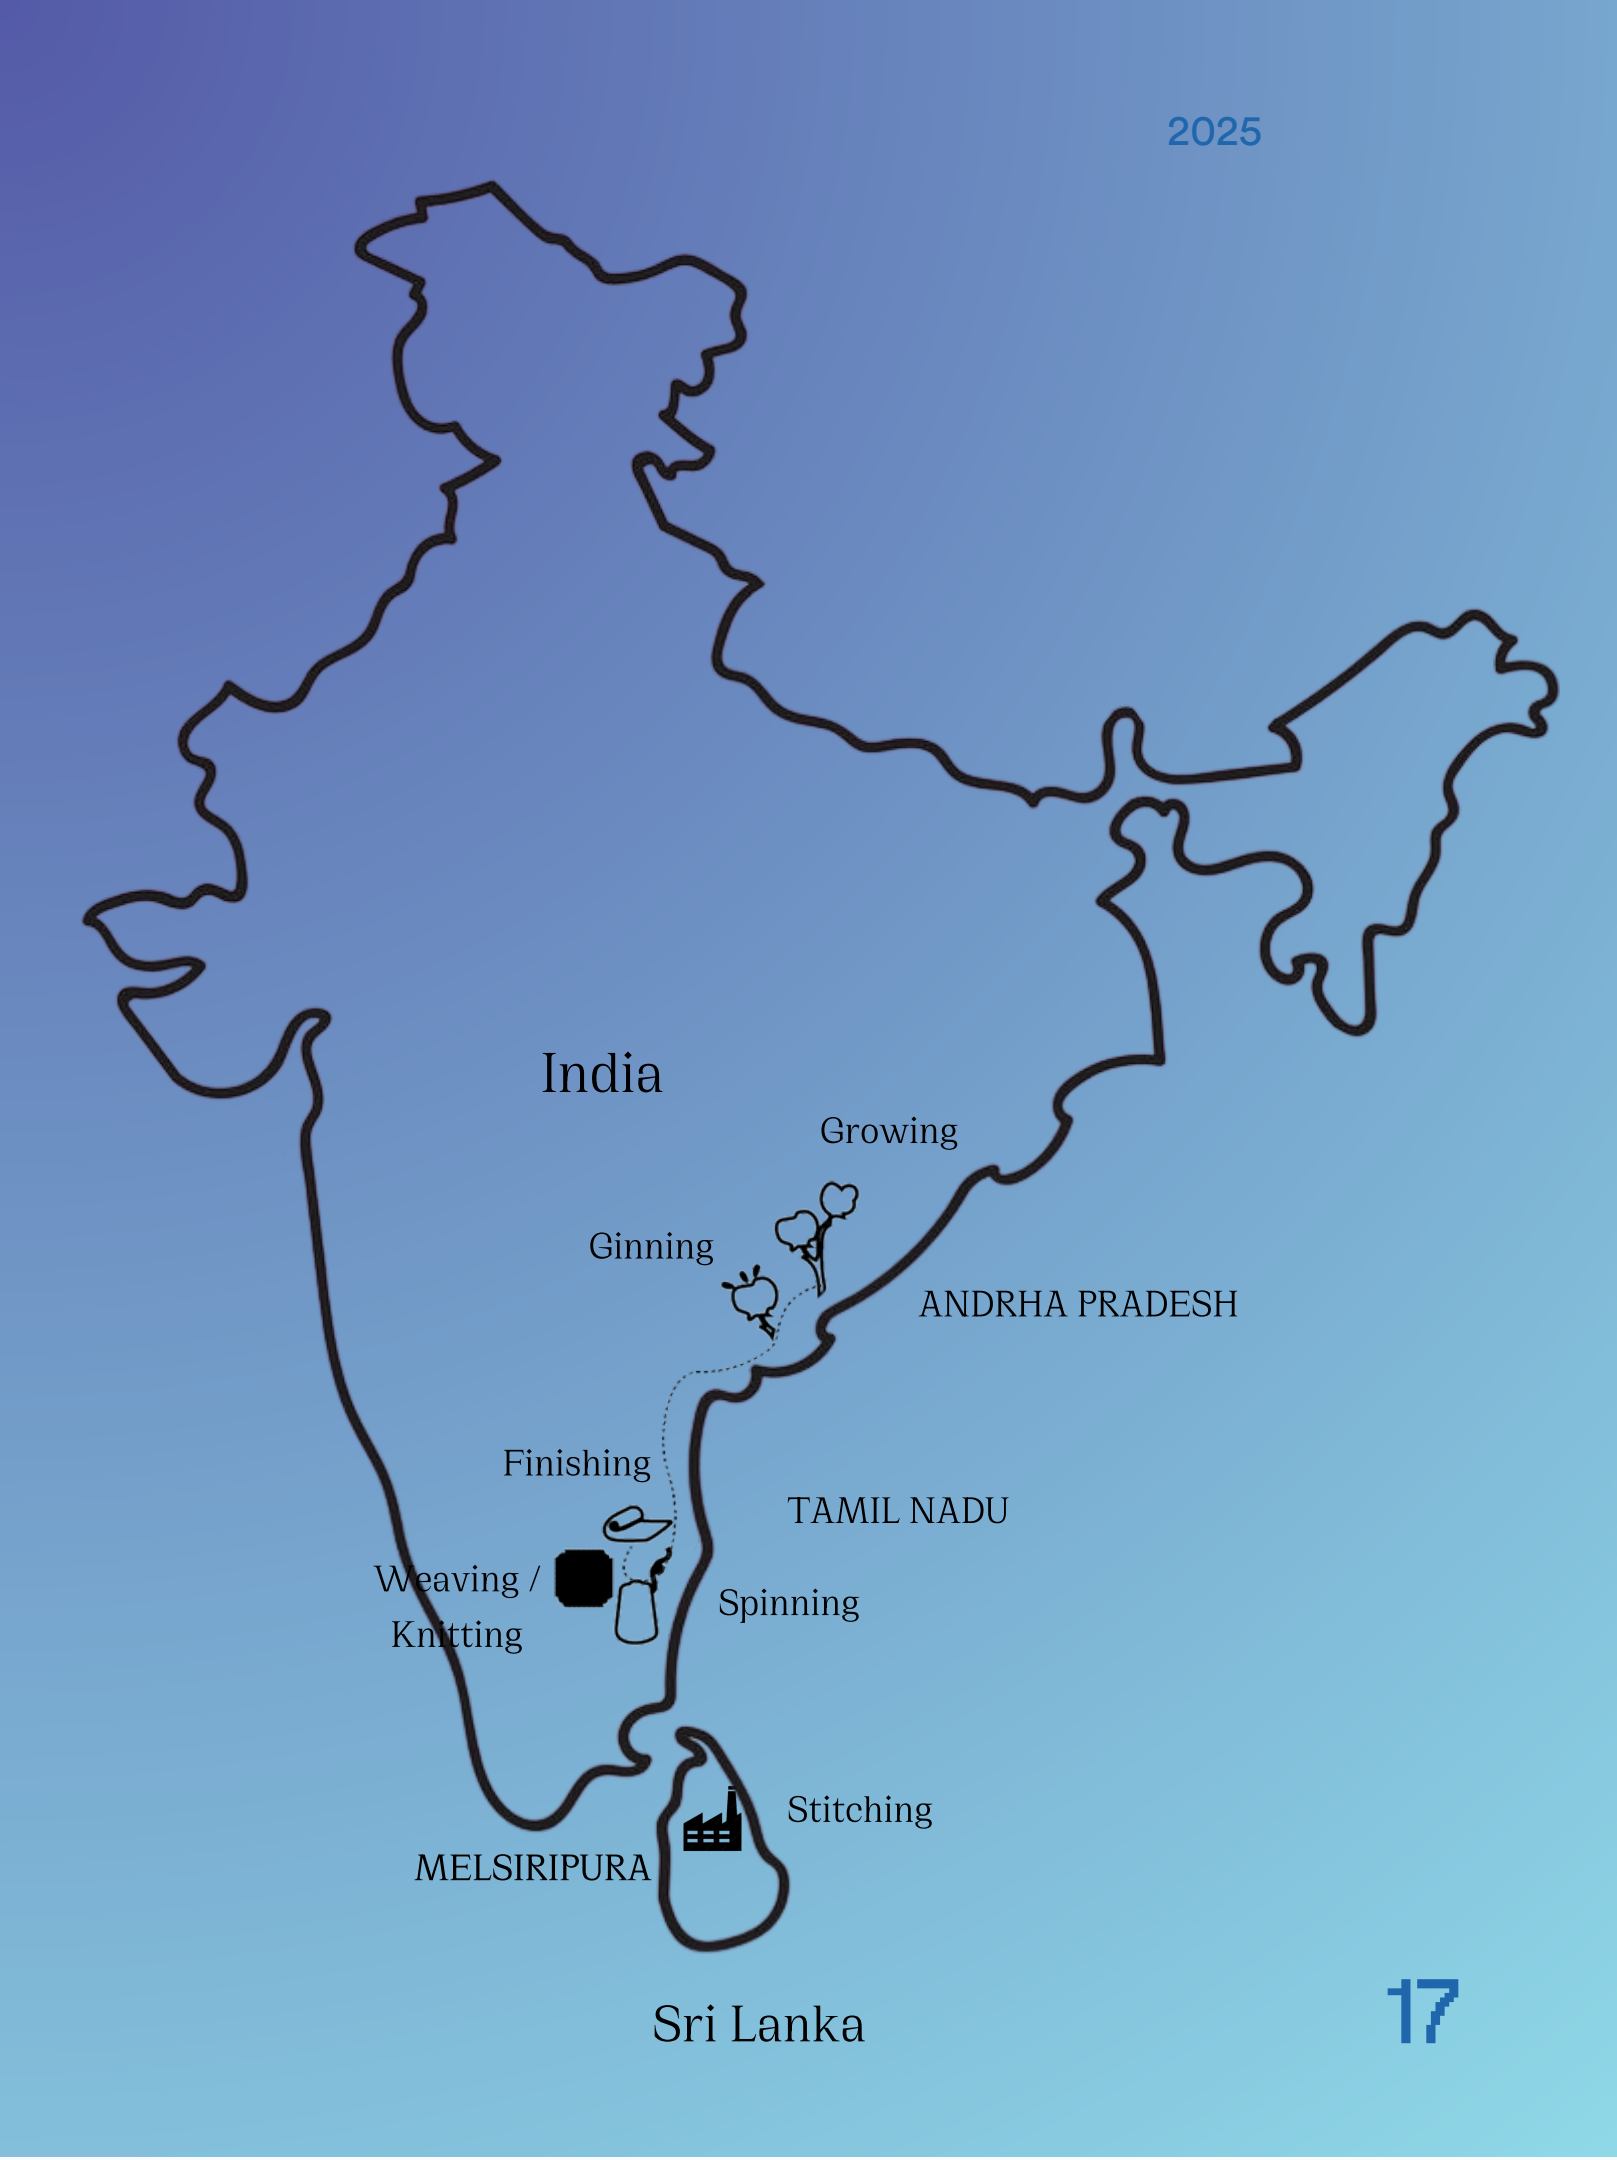 2025
India
Growing
Ginning
ANDRHA PRADESH
Finishing
TAMIL NADU
Weaving /
Knitting
Spinning
Stitching
MELSIRIPURA
Sri Lanka
17